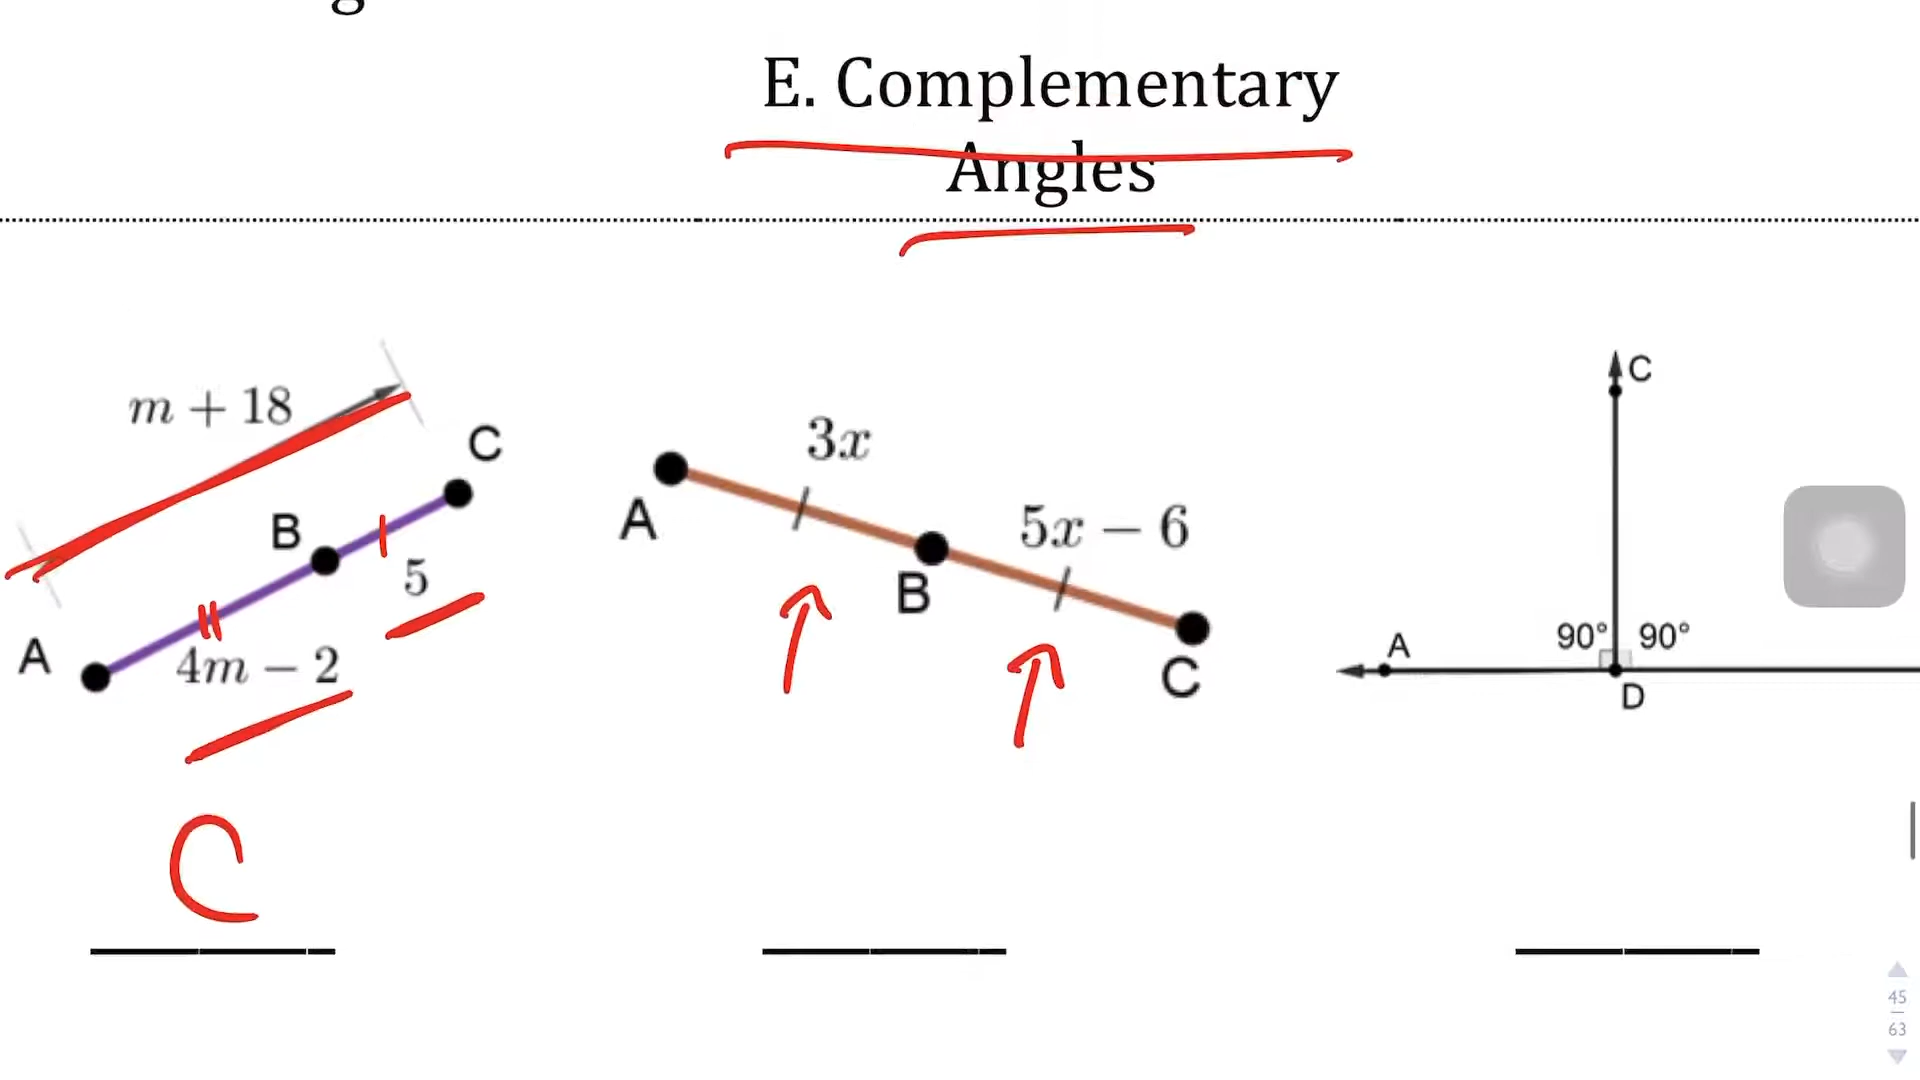 E. Complementary
Angles
m + 18
C
B
5
A
4m − 2
C
3x
A
5x − 6
B
C
C
90° 90°
A
D
45
63